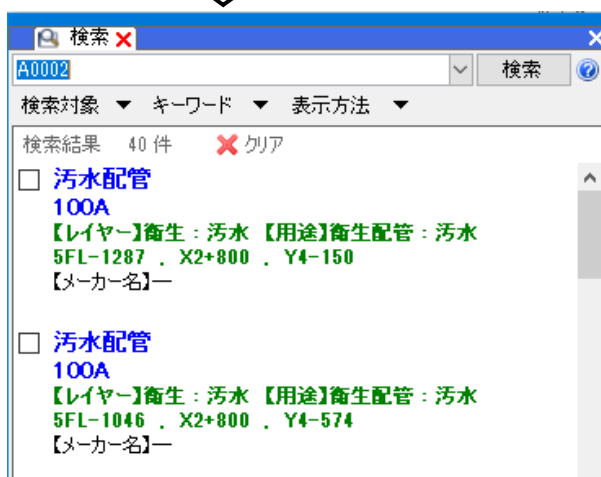 検索
A0002 検索
検索対象 ▼ キーワード ▼ 表示方法 ▼
検索結果 40 件 クリア
汚水配管
100A
【レイヤー】衛生：汚水 【用途】衛生配管：汚水
5FL-1287 . X2+800 . Y4-150
【メーカー名】―
汚水配管
100A
【レイヤー】衛生：汚水 【用途】衛生配管：汚水
5FL-1046 . X2+800 . Y4-574
【メーカー名】―